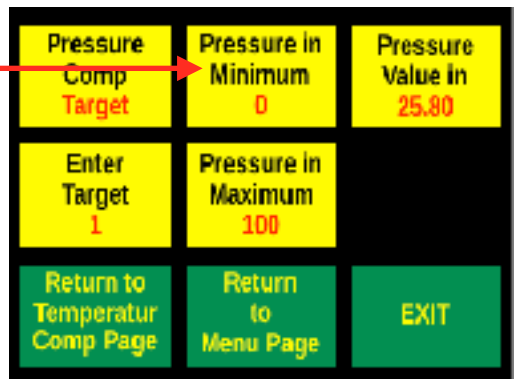 Pressure
Comp
Target
Pressure in
Minimum
0
Pressure
Value in
25.80
Enter
Target
1
Pressure in
Maximum
100
Return to
Temperatur
Comp Page
Return
to
Menu Page
EXIT